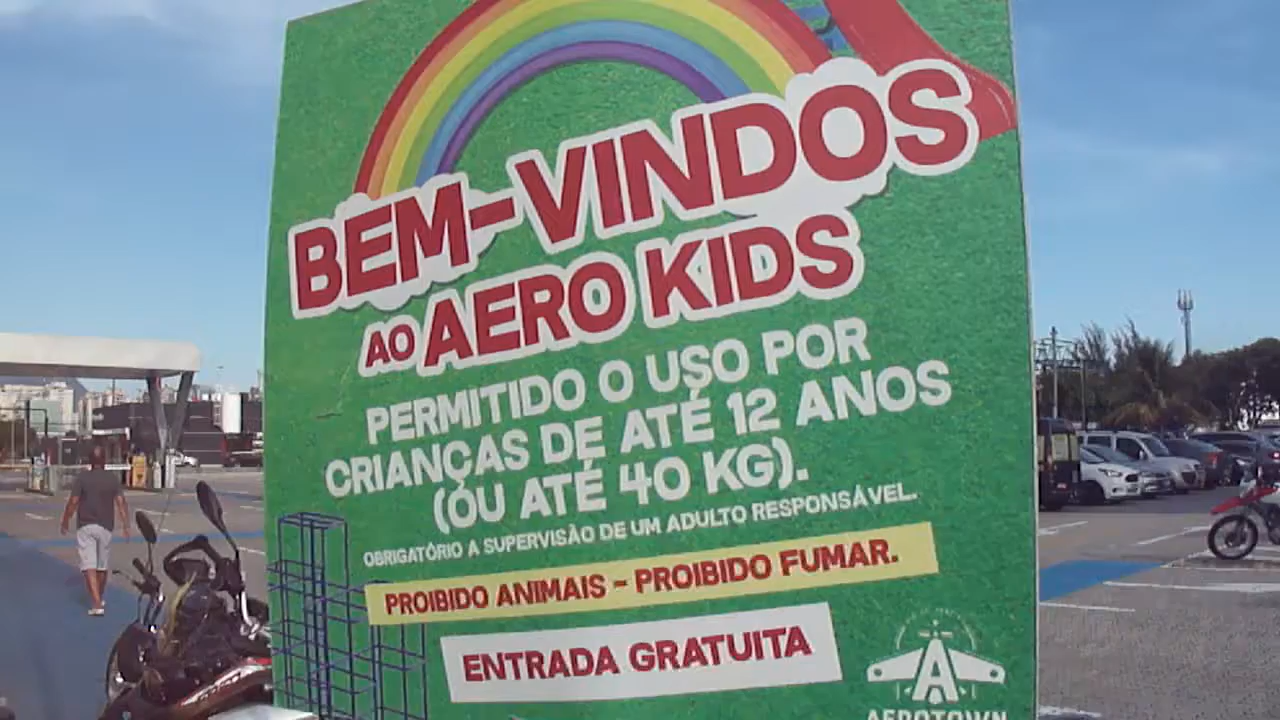 BEM-VINDOS
AO AERO KIDS
PERMITIDO O USO POR
CRIANÇAS DE ATÉ 12 ANOS
(OU ATÉ 40 KG).
OBRIGATÓRIO A SUPERVISÃO DE UM ADULTO RESPONSÁVEL.
PROIBIDO ANIMAIS - PROIBIDO FUMAR.
ENTRADA GRATUITA
A
AEROTOWN